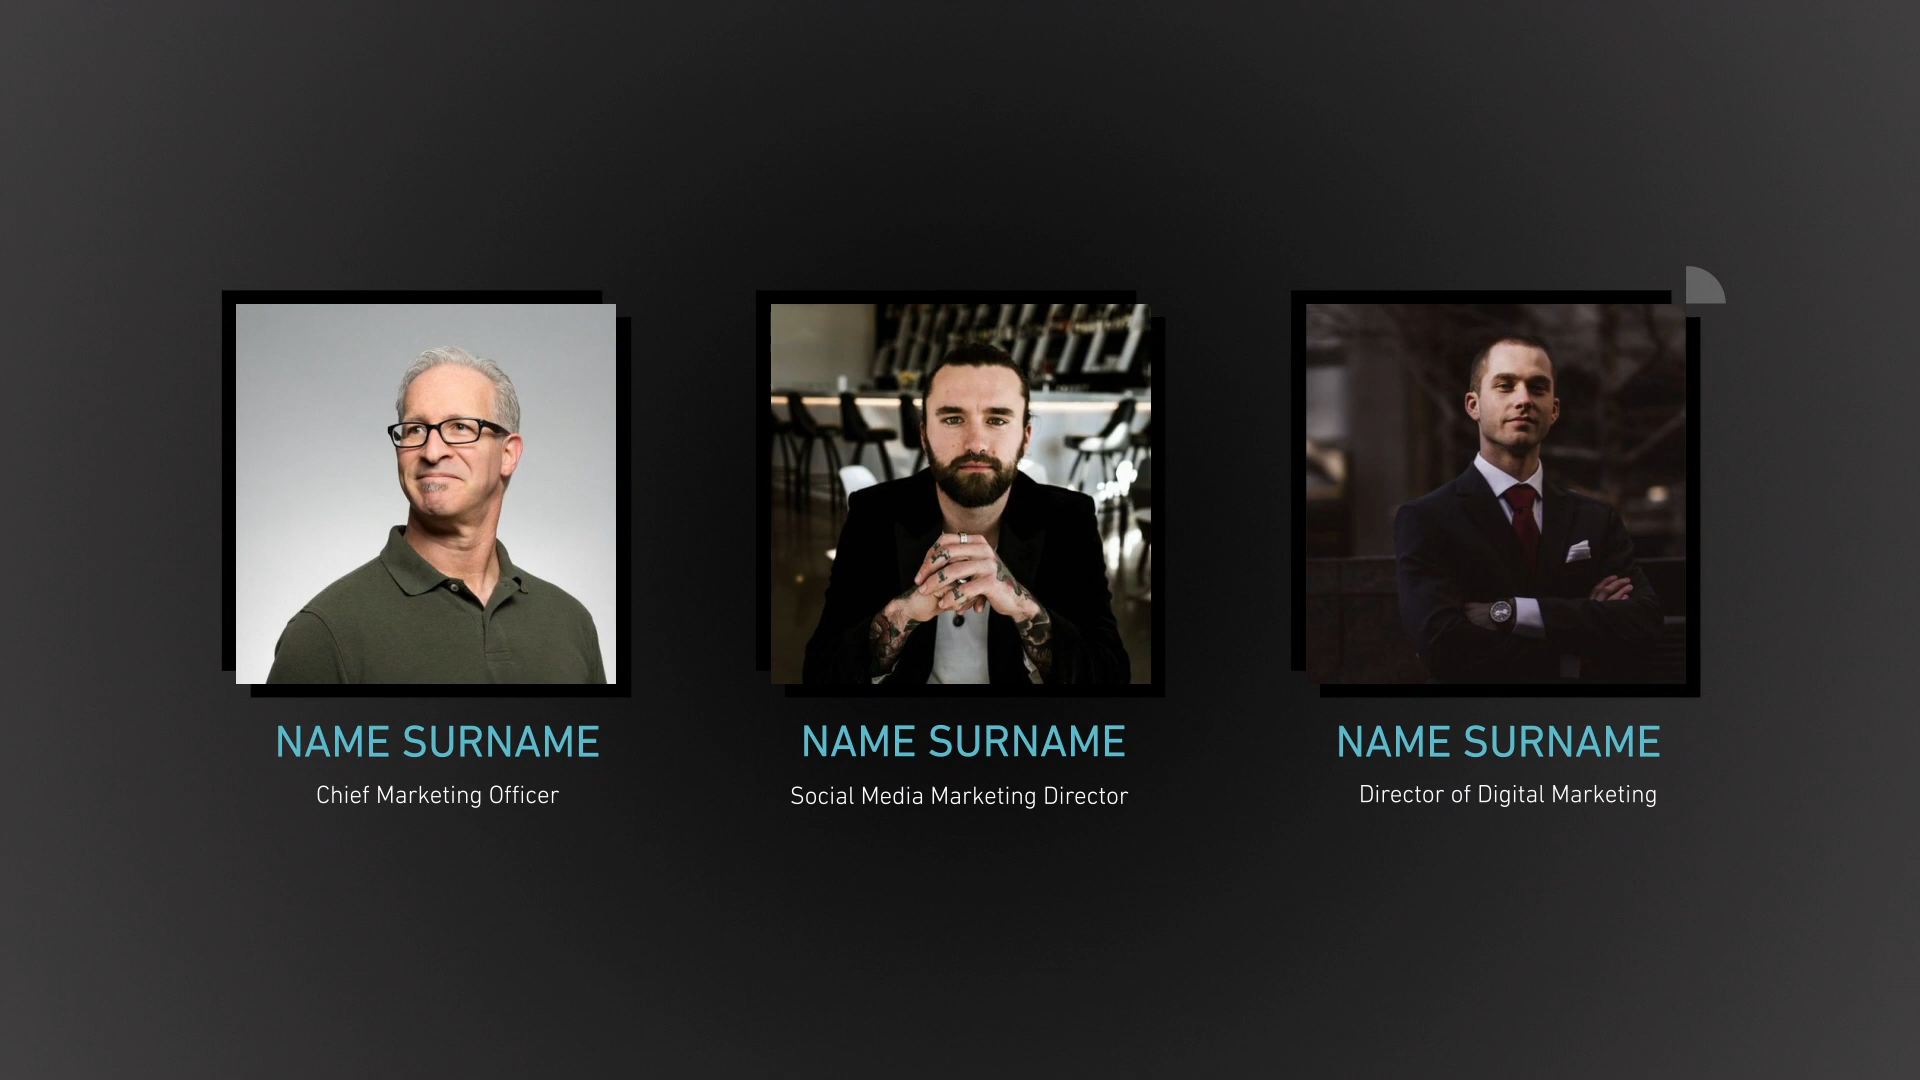 NAME SURNAME
Chief Marketing Officer
NAME SURNAME
Social Media Marketing Director
NAME SURNAME
Director of Digital Marketing